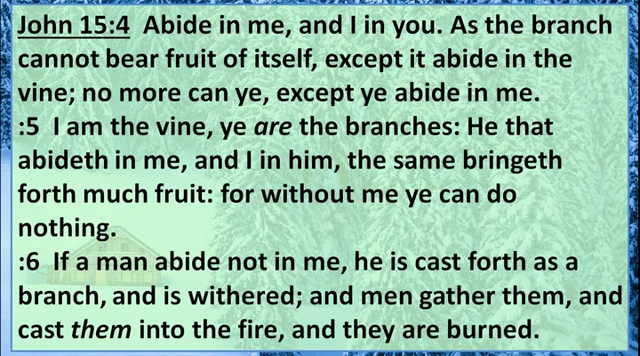 John 15:4  Abide in me, and I in you. As the branch
cannot bear fruit of itself, except it abide in the
vine; no more can ye, except ye abide in me.
:5  I am the vine, ye are the branches: He that
abideth in me, and I in him, the same bringeth
forth much fruit: for without me ye can do
nothing.
:6  If a man abide not in me, he is cast forth as a
branch, and is withered; and men gather them, and
cast them into the fire, and they are burned.